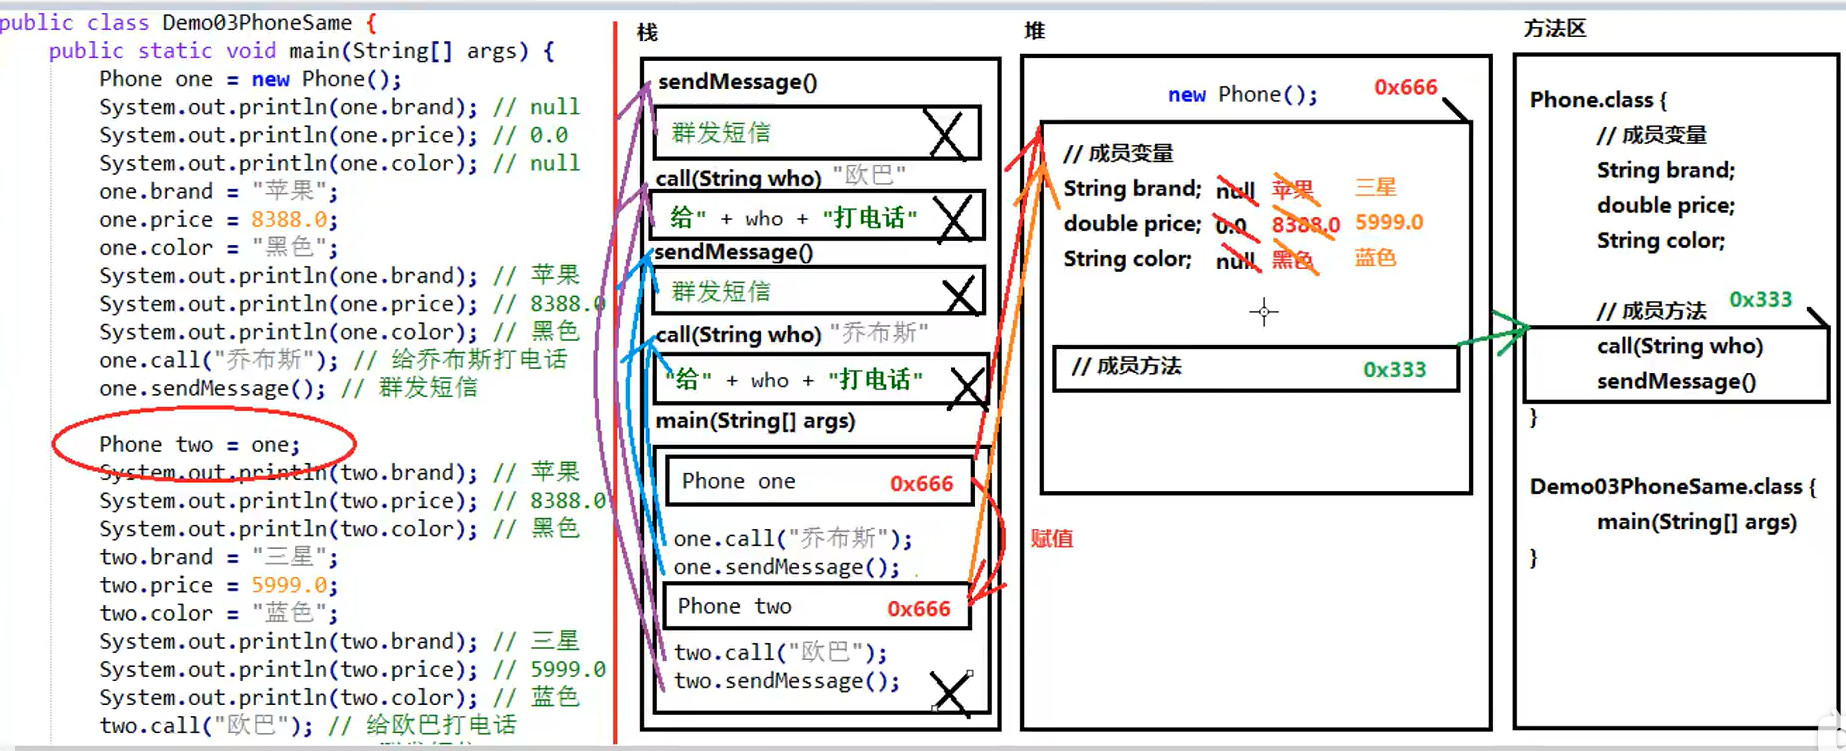 public class Demo03PhoneSame {
public static void main(String[] args) {
Phone one = new Phone();
System.out.println(one.brand); // null
System.out.println(one.price); // 0.0
System.out.println(one.color); // null
one.brand = "苹果";
one.price = 8388.0;
one.color = "黑色";
System.out.println(one.brand); // 苹果
System.out.println(one.price); // 8388.0
System.out.println(one.color); // 黑色
one.call("乔布斯"); // 给乔布斯打电话
one.sendMessage(); // 群发短信
Phone two = one;
System.out.println(two.brand); // 苹果
System.out.println(two.price); // 8388.0
System.out.println(two.color); // 黑色
two.brand = "三星";
two.price = 5999.0;
two.color = "蓝色";
System.out.println(two.brand); // 三星
System.out.println(two.price); // 5999.0
System.out.println(two.color); // 蓝色
two.call("欧巴"); // 给欧巴打电话
栈
sendMessage()
群发短信
call(String who) "欧巴"
给" + who + "打电话"
sendMessage()
群发短信
call(String who) "乔布斯"
"给" + who + "打电话"
main(String[] args)
Phone one 0x666
one.call("乔布斯");
one.sendMessage();
Phone two 0x666
two.call("欧巴");
two.sendMessage();
堆
new Phone(); 0x666
// 成员变量
String brand; null 苹果 三星
double price; 0.0 8388.0 5999.0
String color; null 黑色 蓝色
// 成员方法 0x333
赋值
方法区
Phone.class {
// 成员变量
String brand;
double price;
String color;
// 成员方法 0x333
call(String who)
sendMessage()
}
Demo03PhoneSame.class {
main(String[] args)
}